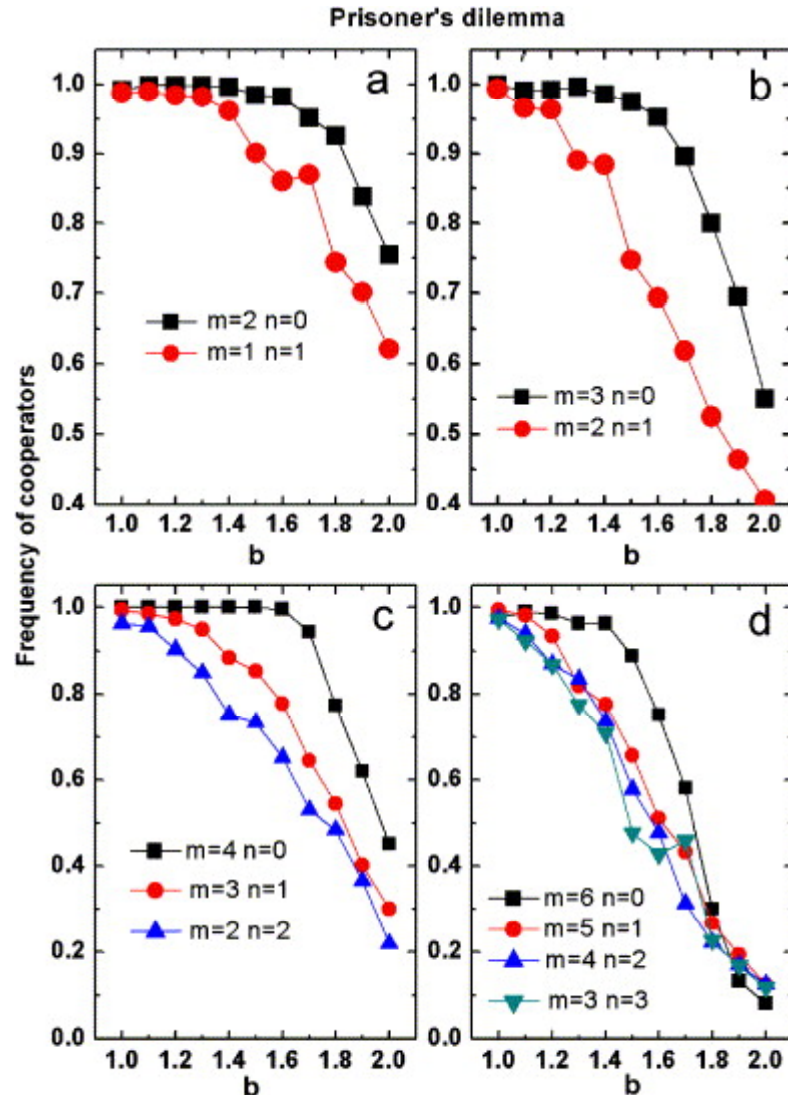 Prisoner's dilemma
Frequency of cooperators
a
1.0
0.9
0.8
0.7
0.6
0.5
0.4
m=2 n=0
m=1 n=1
1.0 1.2 1.4 1.6 1.8 2.0
b
b
1.0
0.9
0.8
0.7
0.6
0.5
0.4
m=3 n=0
m=2 n=1
1.0 1.2 1.4 1.6 1.8 2.0
b
c
1.0
0.8
0.6
0.4
0.2
0.0
m=4 n=0
m=3 n=1
m=2 n=2
1.0 1.2 1.4 1.6 1.8 2.0
b
d
1.0
0.8
0.6
0.4
0.2
0.0
m=6 n=0
m=5 n=1
m=4 n=2
m=3 n=3
1.0 1.2 1.4 1.6 1.8 2.0
b